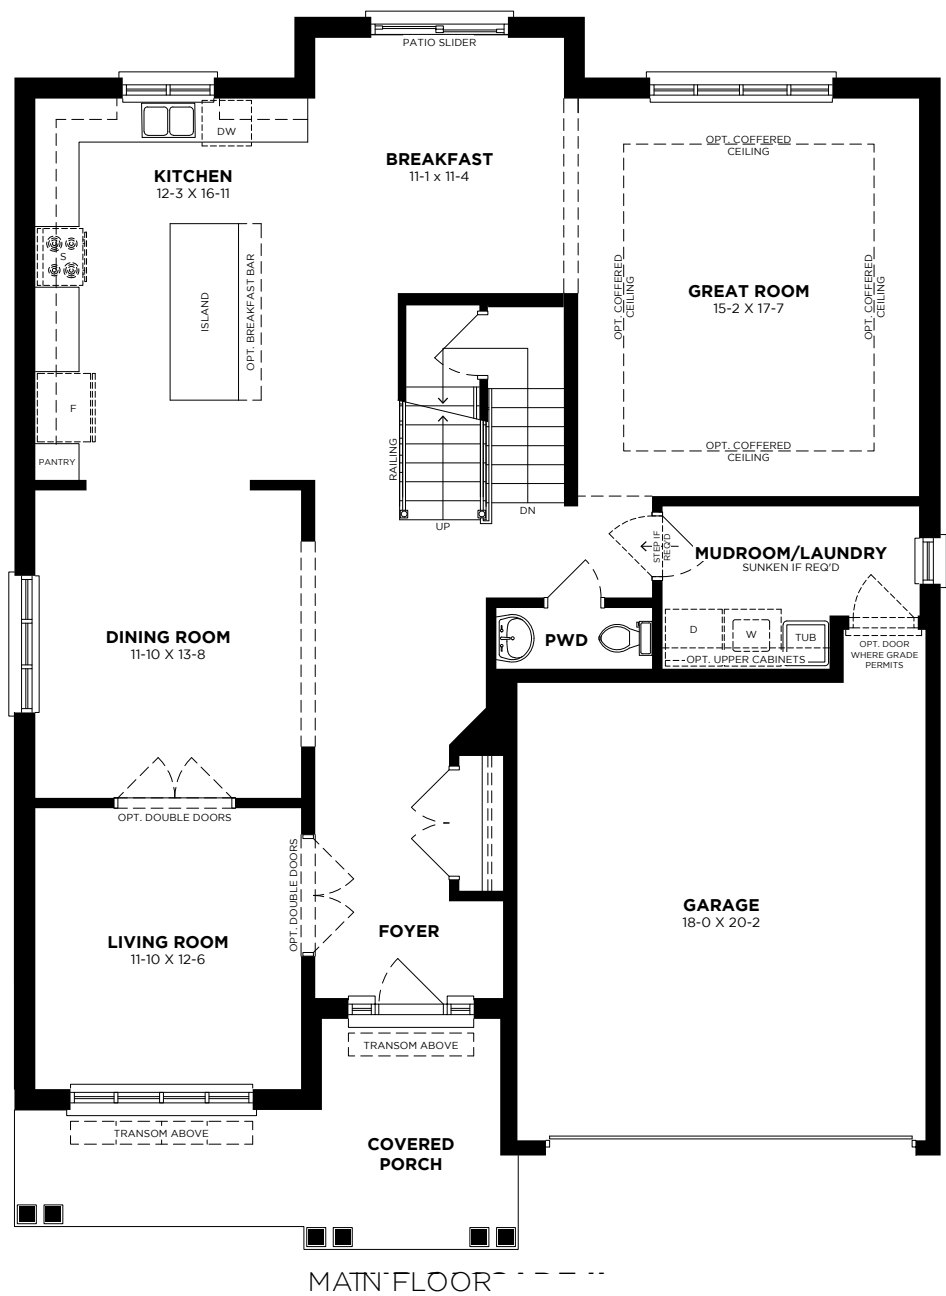 PATIO SLIDER
DW
KITCHEN
12-3 X 16-11
BREAKFAST
11-1 x 11-4
OPT. COFFERED
CEILING
S
ISLAND
OPT. BREAKFAST BAR
OPT. COFFERED
CEILING
GREAT ROOM
15-2 X 17-7
OPT. COFFERED
CEILING
F
RAILING
OPT. COFFERED
CEILING
PANTRY
UP
DN
STEP IF
REQ'D
MUDROOM/LAUNDRY
SUNKEN IF REQ'D
DINING ROOM
11-10 X 13-8
PWD
D
W
TUB
OPT. UPPER CABINETS
OPT. DOOR
WHERE GRADE
PERMITS
OPT. DOUBLE DOORS
OPT. DOUBLE DOORS
LIVING ROOM
11-10 X 12-6
FOYER
GARAGE
18-0 X 20-2
TRANSOM ABOVE
TRANSOM ABOVE
COVERED
PORCH
MAIN FLOOR